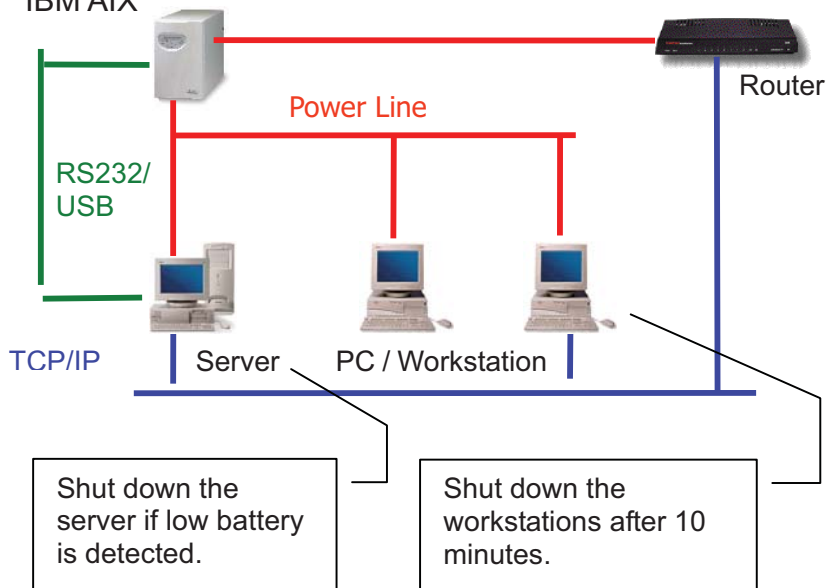 IBM AIX
Router
Power Line
RS232/
USB
TCP/IP
Server
PC / Workstation
Shut down the
server if low battery
is detected.
Shut down the
workstations after 10
minutes.